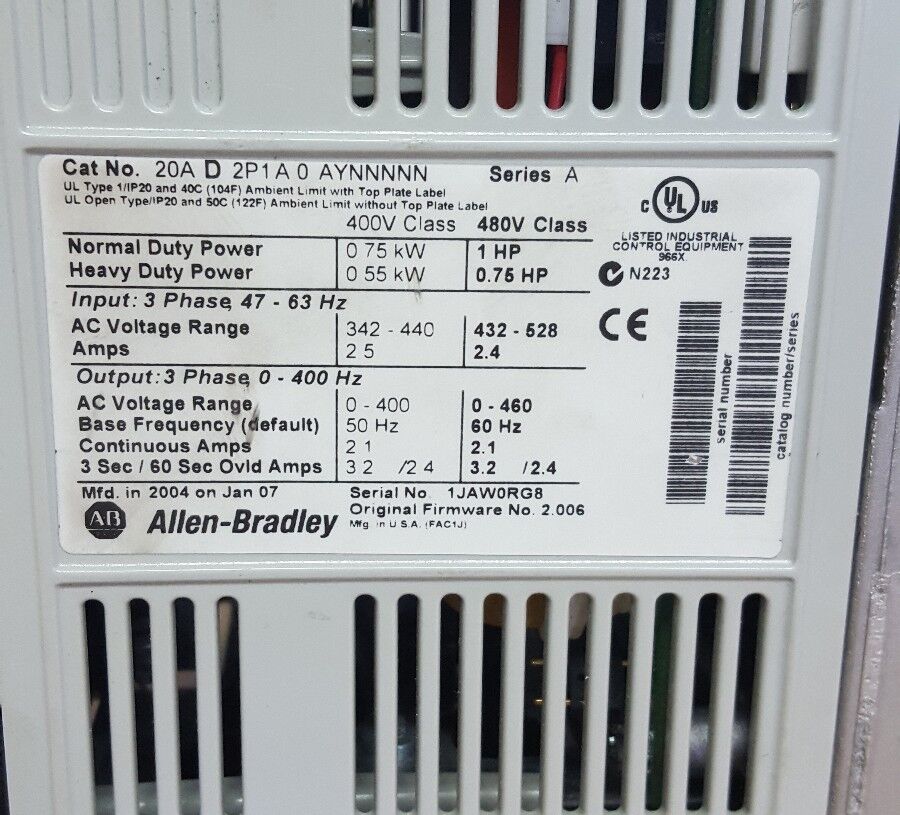 Cat No. 20A D 2P1A 0 AYNNNNN Series A
UL Type 1/IP20 and 40C (104F) Ambient Limit with Top Plate Label
UL Open Type/IP20 and 50C (122F) Ambient Limit without Top Plate Label
400V Class 480V Class
Normal Duty Power 0 75 kW 1 HP
Heavy Duty Power 0 55 kW 0.75 HP
Input: 3 Phase, 47 - 63 Hz
AC Voltage Range 342 - 440 432 - 528
Amps 2 5 2.4
Output: 3 Phase, 0 - 400 Hz
AC Voltage Range 0 - 400 0 - 460
Base Frequency (default) 50 Hz 60 Hz
Continuous Amps 2 1 2.1
3 Sec / 60 Sec Ovld Amps 3 2 /2 4 3.2 /2.4
Mfd. in 2004 on Jan 07 Serial No. 1JAW0RG8
Original Firmware No. 2.006
AB Allen-Bradley Mfg in U S.A. (FAC1J)
C UL US
LISTED INDUSTRIAL
CONTROL EQUIPMENT
966X
N223
CE
serial number
catalog number/series